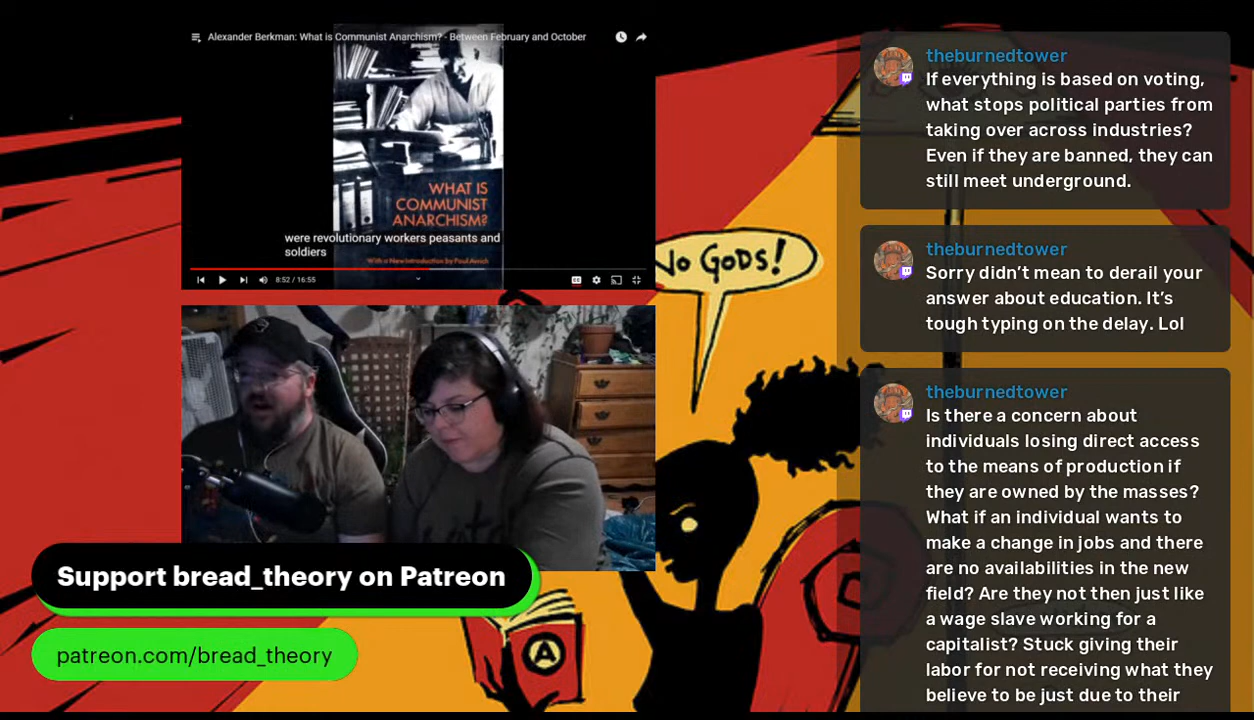 Alexander Berkman: What is Communist Anarchism? - Between February and October
WHAT IS
COMMUNIST
ANARCHISM?
were revolutionary workers peasants and
soldiers
With a New Introduction by Paul Avrich
8:52 / 16:55
No GODS!
Support bread_theory on Patreon
patreon.com/bread_theory
A
theburnedtower
If everything is based on voting,
what stops political parties from
taking over across industries?
Even if they are banned, they can
still meet underground.
theburnedtower
Sorry didn’t mean to derail your
answer about education. It’s
tough typing on the delay. Lol
theburnedtower
Is there a concern about
individuals losing direct access
to the means of production if
they are owned by the masses?
What if an individual wants to
make a change in jobs and there
are no availabilities in the new
field? Are they not then just like
a wage slave working for a
capitalist? Stuck giving their
labor for not receiving what they
believe to be just due to their